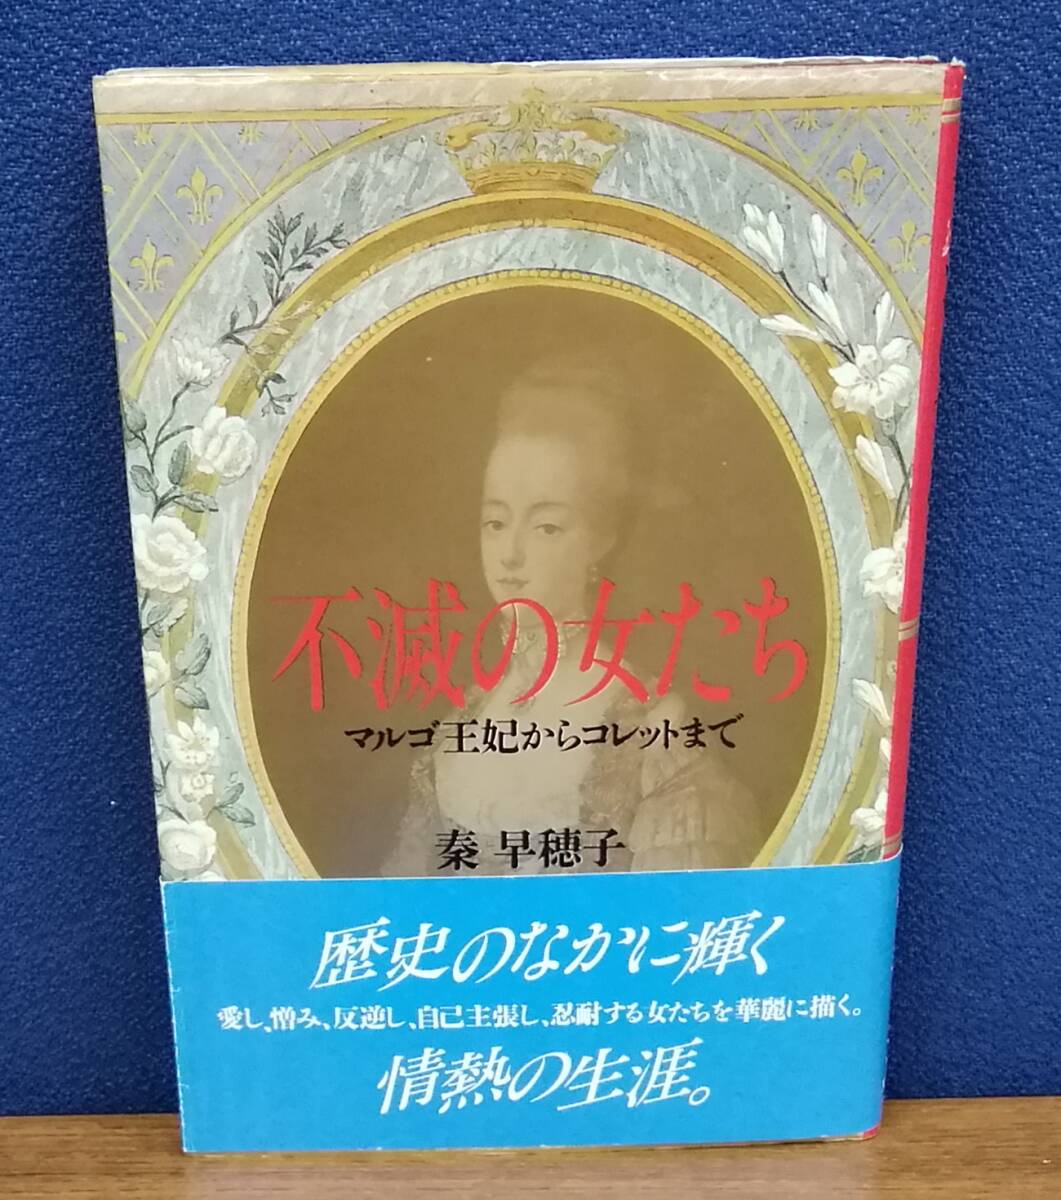 不滅の女たち
マルゴ王妃からコレットまで
秦 早穂子
歴史のなかに輝く
愛し、憎み、反逆し、自己主張し、忍耐する女たちを華麗に描く。
情熱の生涯。